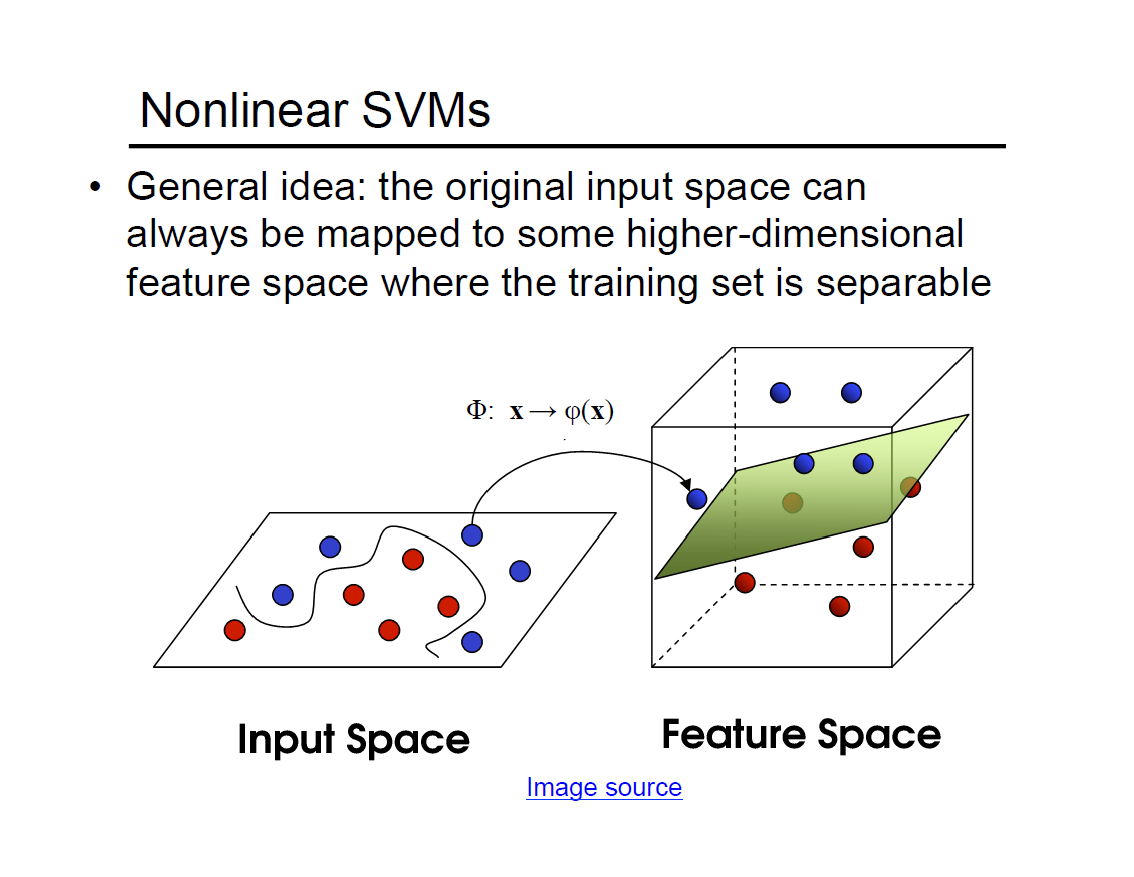 Nonlinear SVMs
• General idea: the original input space can
always be mapped to some higher-dimensional
feature space where the training set is separable
Φ: x → φ(x)
Input Space
Feature Space
Image source